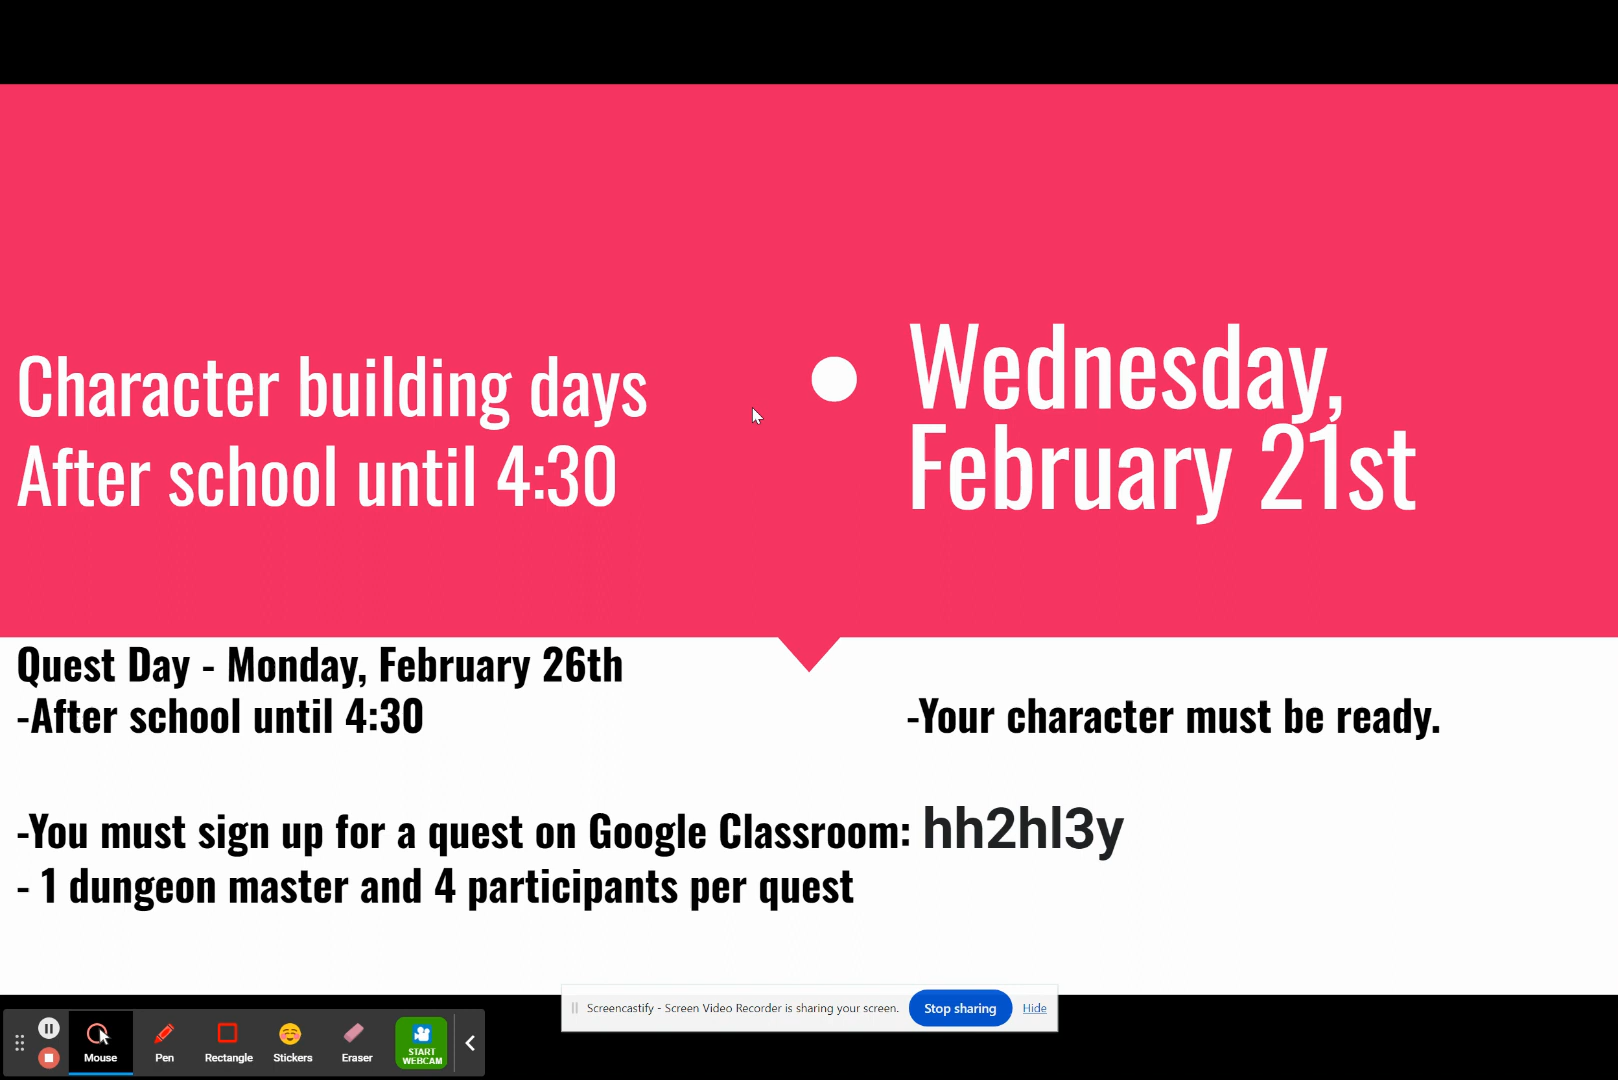 Character building days
After school until 4:30
Wednesday,
February 21st
Quest Day - Monday, February 26th
-After school until 4:30
-Your character must be ready.
-You must sign up for a quest on Google Classroom: hh2hl3y
- 1 dungeon master and 4 participants per quest
Screencastify - Screen Video Recorder is sharing your screen.
Stop sharing
Hide
Mouse
Pen
Rectangle
Stickers
Eraser
START
WEBCAM